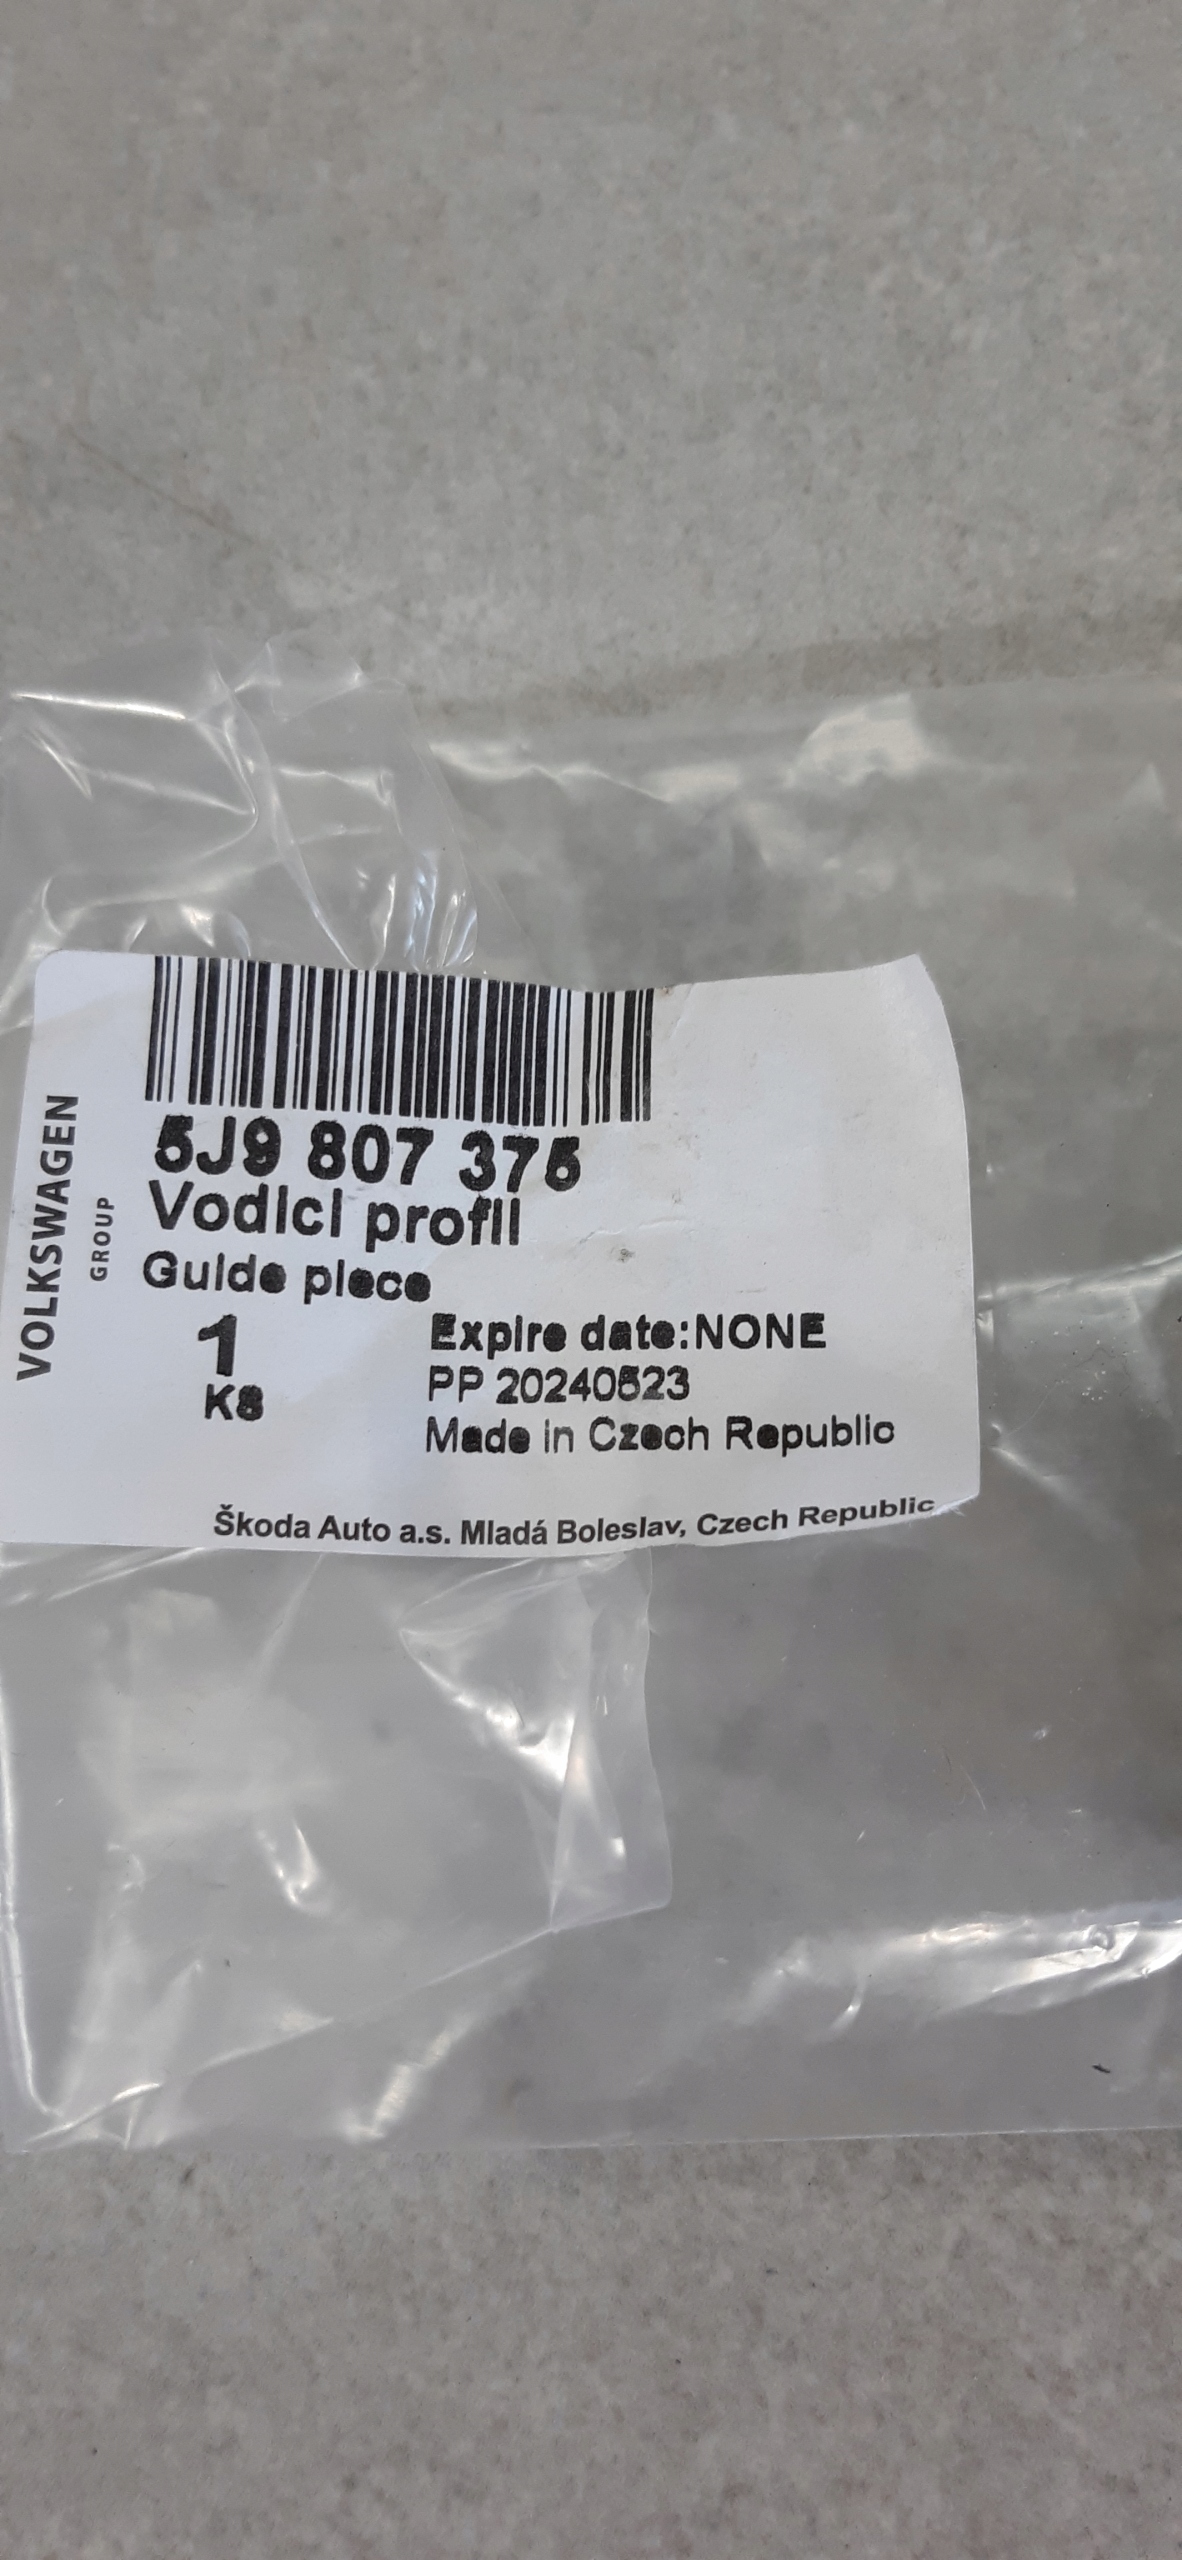 VOLKSWAGEN
GROUP
5J9 807 375
Vodici profil
Guide piece
1
KS
Expire date:NONE
PP 20240523
Made in Czech Republic
Škoda Auto a.s. Mladá Boleslav, Czech Republic